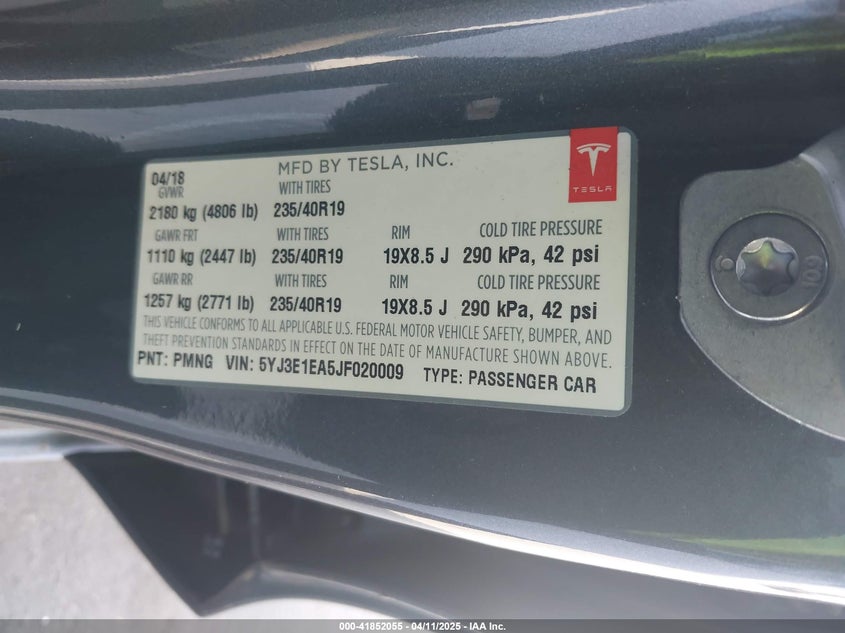 04/18 MFD BY TESLA, INC.
TESLA
GVWR WITH TIRES
2180 kg (4806 lb) 235/40R19
GAWR FRT WITH TIRES RIM COLD TIRE PRESSURE
1110 kg (2447 lb) 235/40R19 19X8.5 J 290 kPa, 42 psi
GAWR RR WITH TIRES RIM COLD TIRE PRESSURE
1257 kg (2771 lb) 235/40R19 19X8.5 J 290 kPa, 42 psi
THIS VEHICLE CONFORMS TO ALL APPLICABLE U.S. FEDERAL MOTOR VEHICLE SAFETY, BUMPER, AND
THEFT PREVENTION STANDARDS IN EFFECT ON THE DATE OF MANUFACTURE SHOWN ABOVE.
PNT: PMNG VIN: 5YJ3E1EA5JF020009 TYPE: PASSENGER CAR
10.9
000-41852055 - 04/11/2025 - IAA Inc.